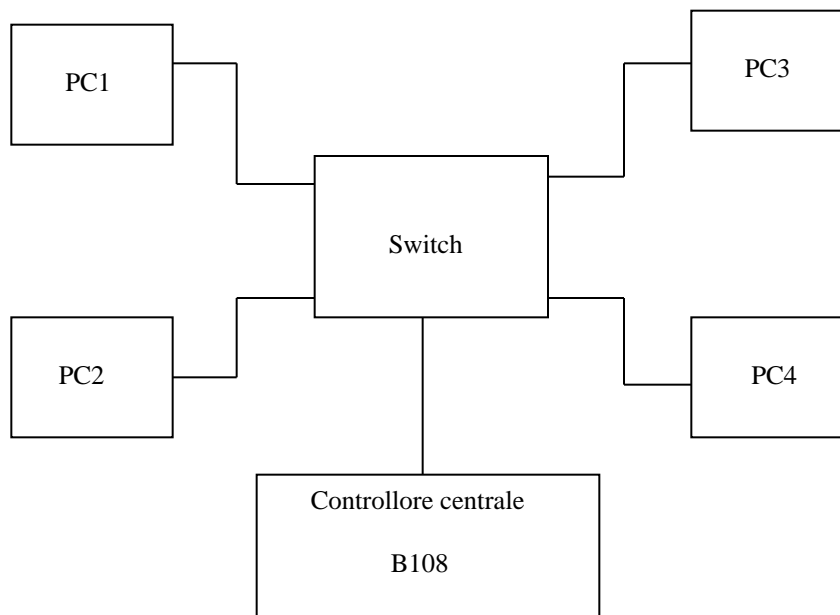 PC1
PC3
Switch
PC2
PC4
Controllore centrale
B108